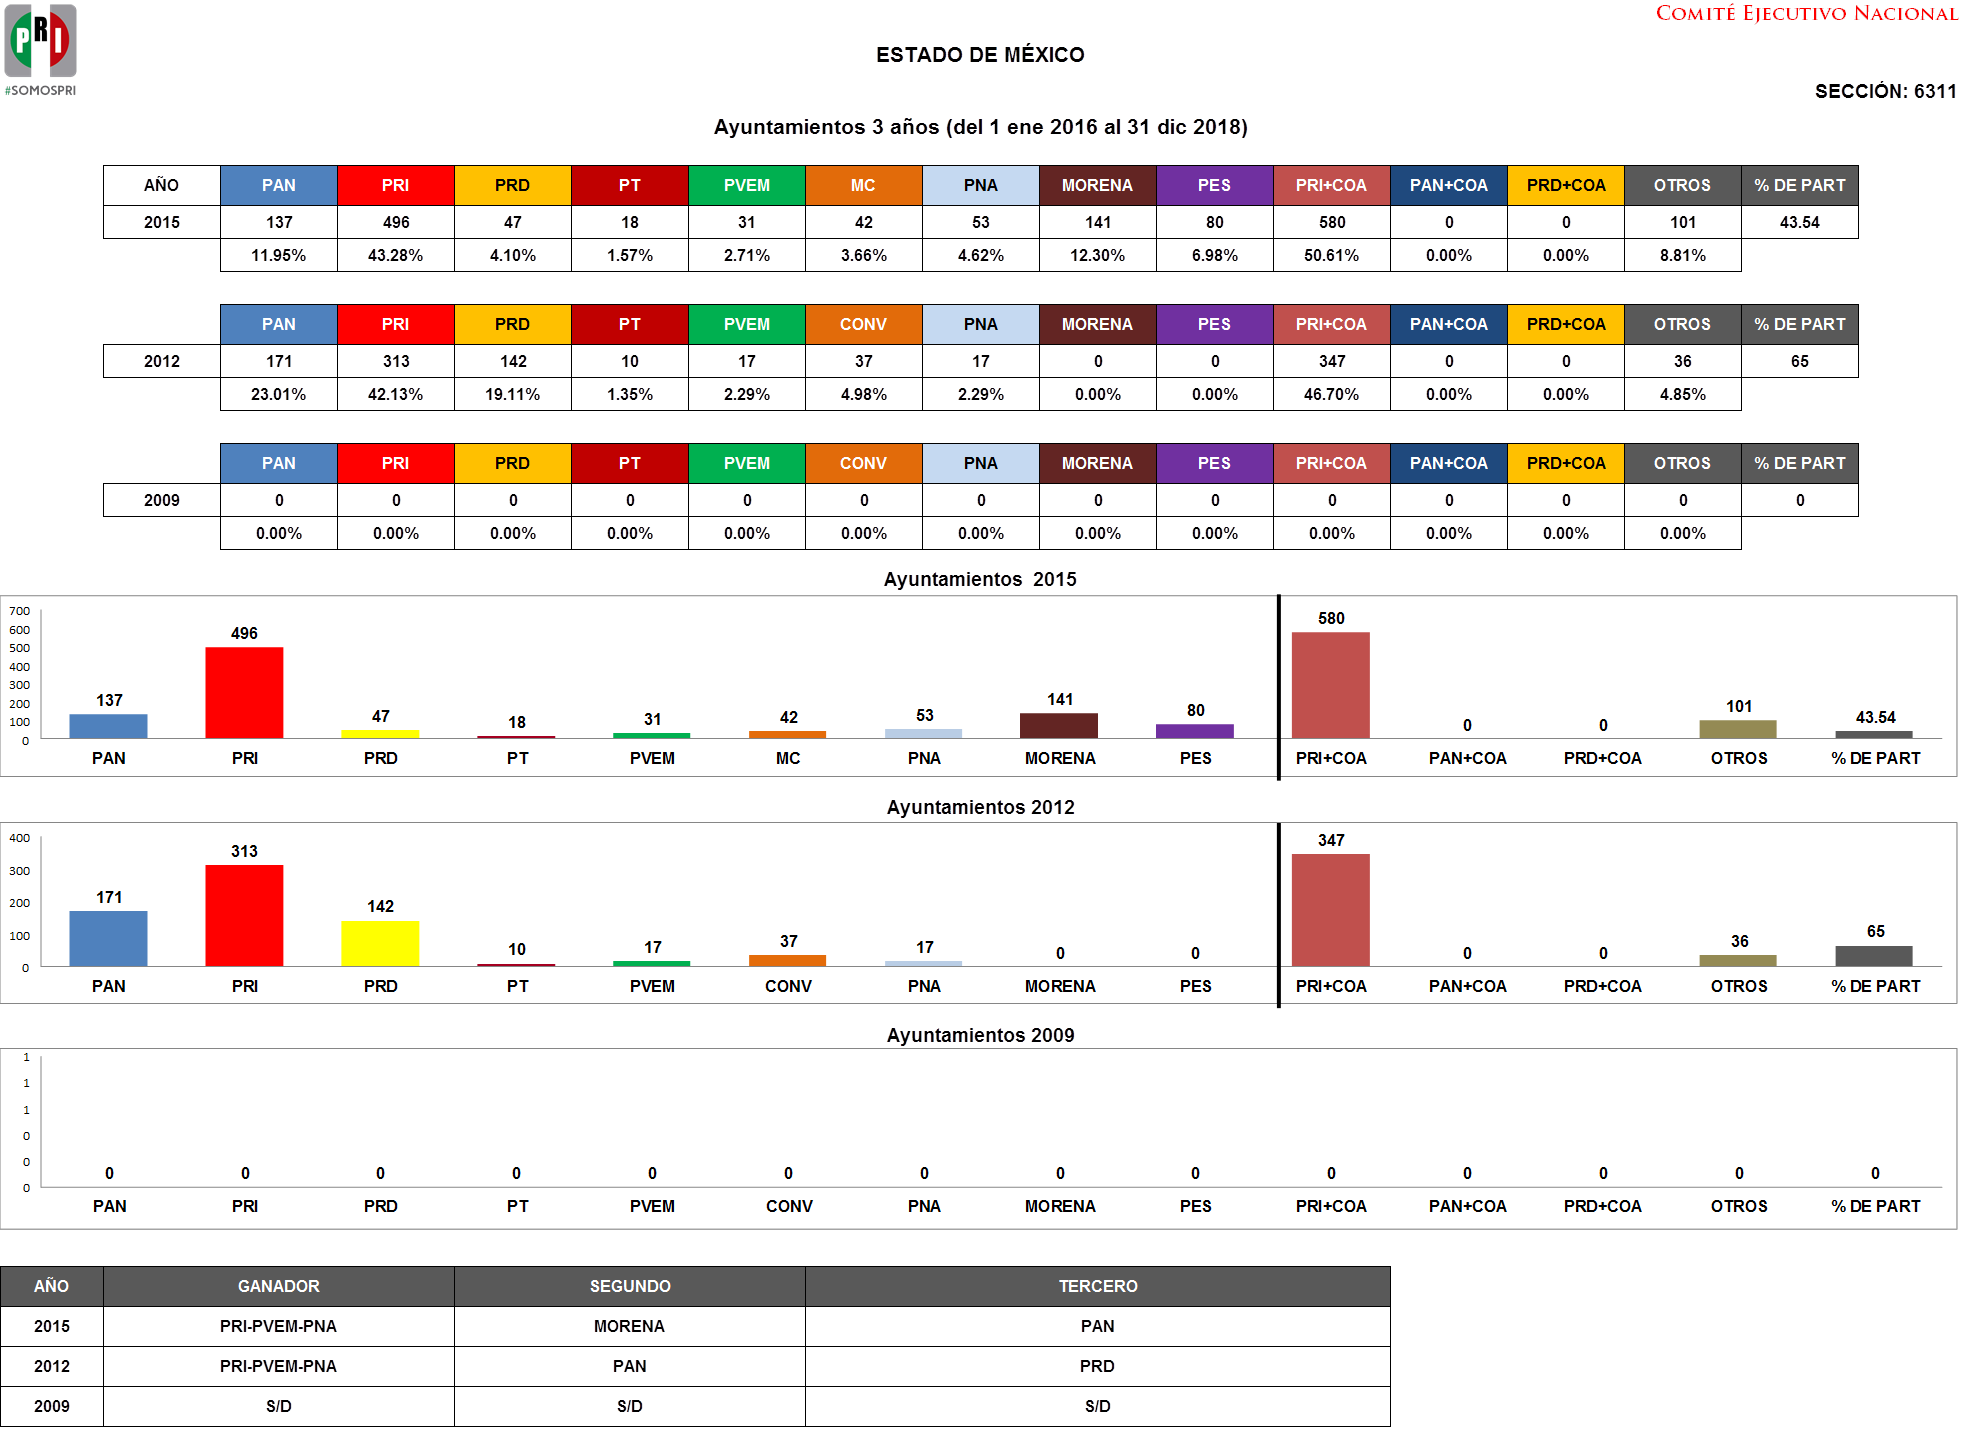 PRI
#SOMOSPRI
COMITÉ EJECUTIVO NACIONAL
ESTADO DE MÉXICO
SECCIÓN: 6311
Ayuntamientos 3 años (del 1 ene 2016 al 31 dic 2018)
AÑO PAN PRI PRD PT PVEM MC PNA MORENA PES PRI+COA PAN+COA PRD+COA OTROS % DE PART
2015 137 496 47 18 31 42 53 141 80 580 0 0 101 43.54
11.95% 43.28% 4.10% 1.57% 2.71% 3.66% 4.62% 12.30% 6.98% 50.61% 0.00% 0.00% 8.81%
PAN PRI PRD PT PVEM CONV PNA MORENA PES PRI+COA PAN+COA PRD+COA OTROS % DE PART
2012 171 313 142 10 17 37 17 0 0 347 0 0 36 65
23.01% 42.13% 19.11% 1.35% 2.29% 4.98% 2.29% 0.00% 0.00% 46.70% 0.00% 0.00% 4.85%
PAN PRI PRD PT PVEM CONV PNA MORENA PES PRI+COA PAN+COA PRD+COA OTROS % DE PART
2009 0 0 0 0 0 0 0 0 0 0 0 0 0 0
0.00% 0.00% 0.00% 0.00% 0.00% 0.00% 0.00% 0.00% 0.00% 0.00% 0.00% 0.00% 0.00%
Ayuntamientos 2015
700
600
500
400
300
200
100
0
137 496 47 18 31 42 53 141 80 580 0 0 101 43.54
PAN PRI PRD PT PVEM MC PNA MORENA PES PRI+COA PAN+COA PRD+COA OTROS % DE PART
Ayuntamientos 2012
400
300
200
100
0
171 313 142 10 17 37 17 0 0 347 0 0 36 65
PAN PRI PRD PT PVEM CONV PNA MORENA PES PRI+COA PAN+COA PRD+COA OTROS % DE PART
Ayuntamientos 2009
1
1
1
0
0
0
0 0 0 0 0 0 0 0 0 0 0 0 0 0
PAN PRI PRD PT PVEM CONV PNA MORENA PES PRI+COA PAN+COA PRD+COA OTROS % DE PART
AÑO GANADOR SEGUNDO TERCERO
2015 PRI-PVEM-PNA MORENA PAN
2012 PRI-PVEM-PNA PAN PRD
2009 S/D S/D S/D